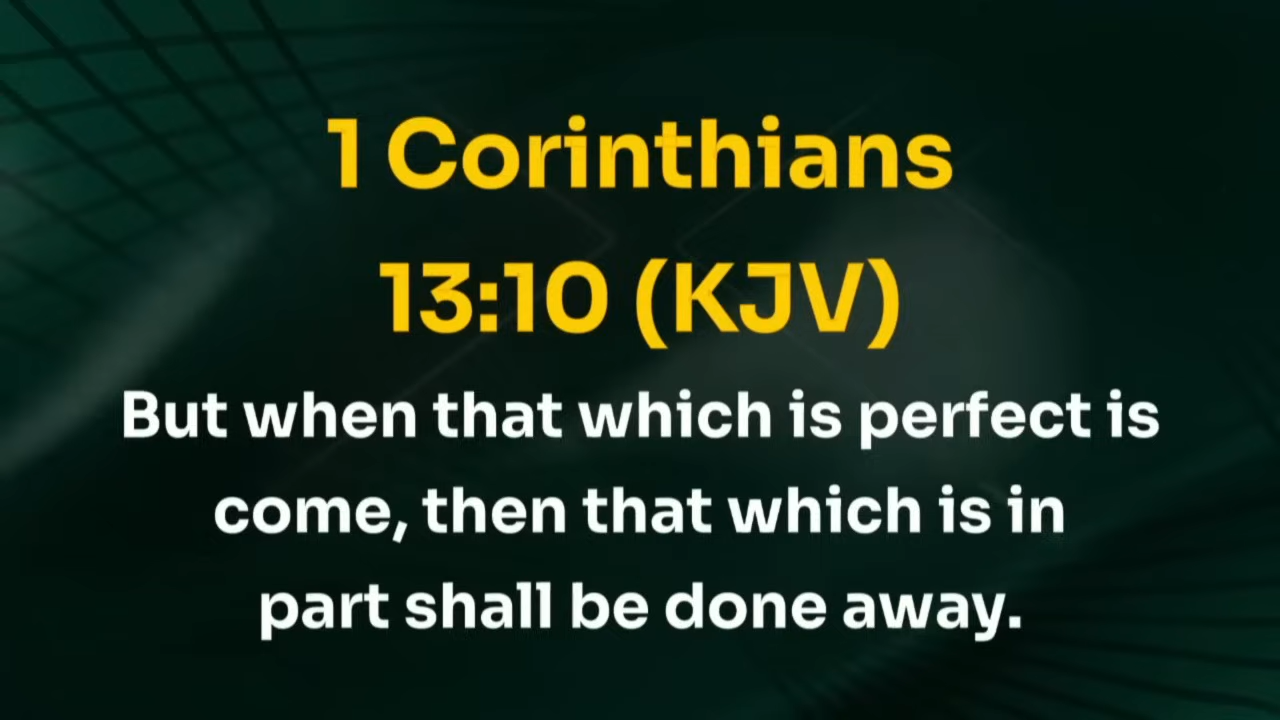 1 Corinthians
13:10 (KJV)
But when that which is perfect is
come, then that which is in
part shall be done away.